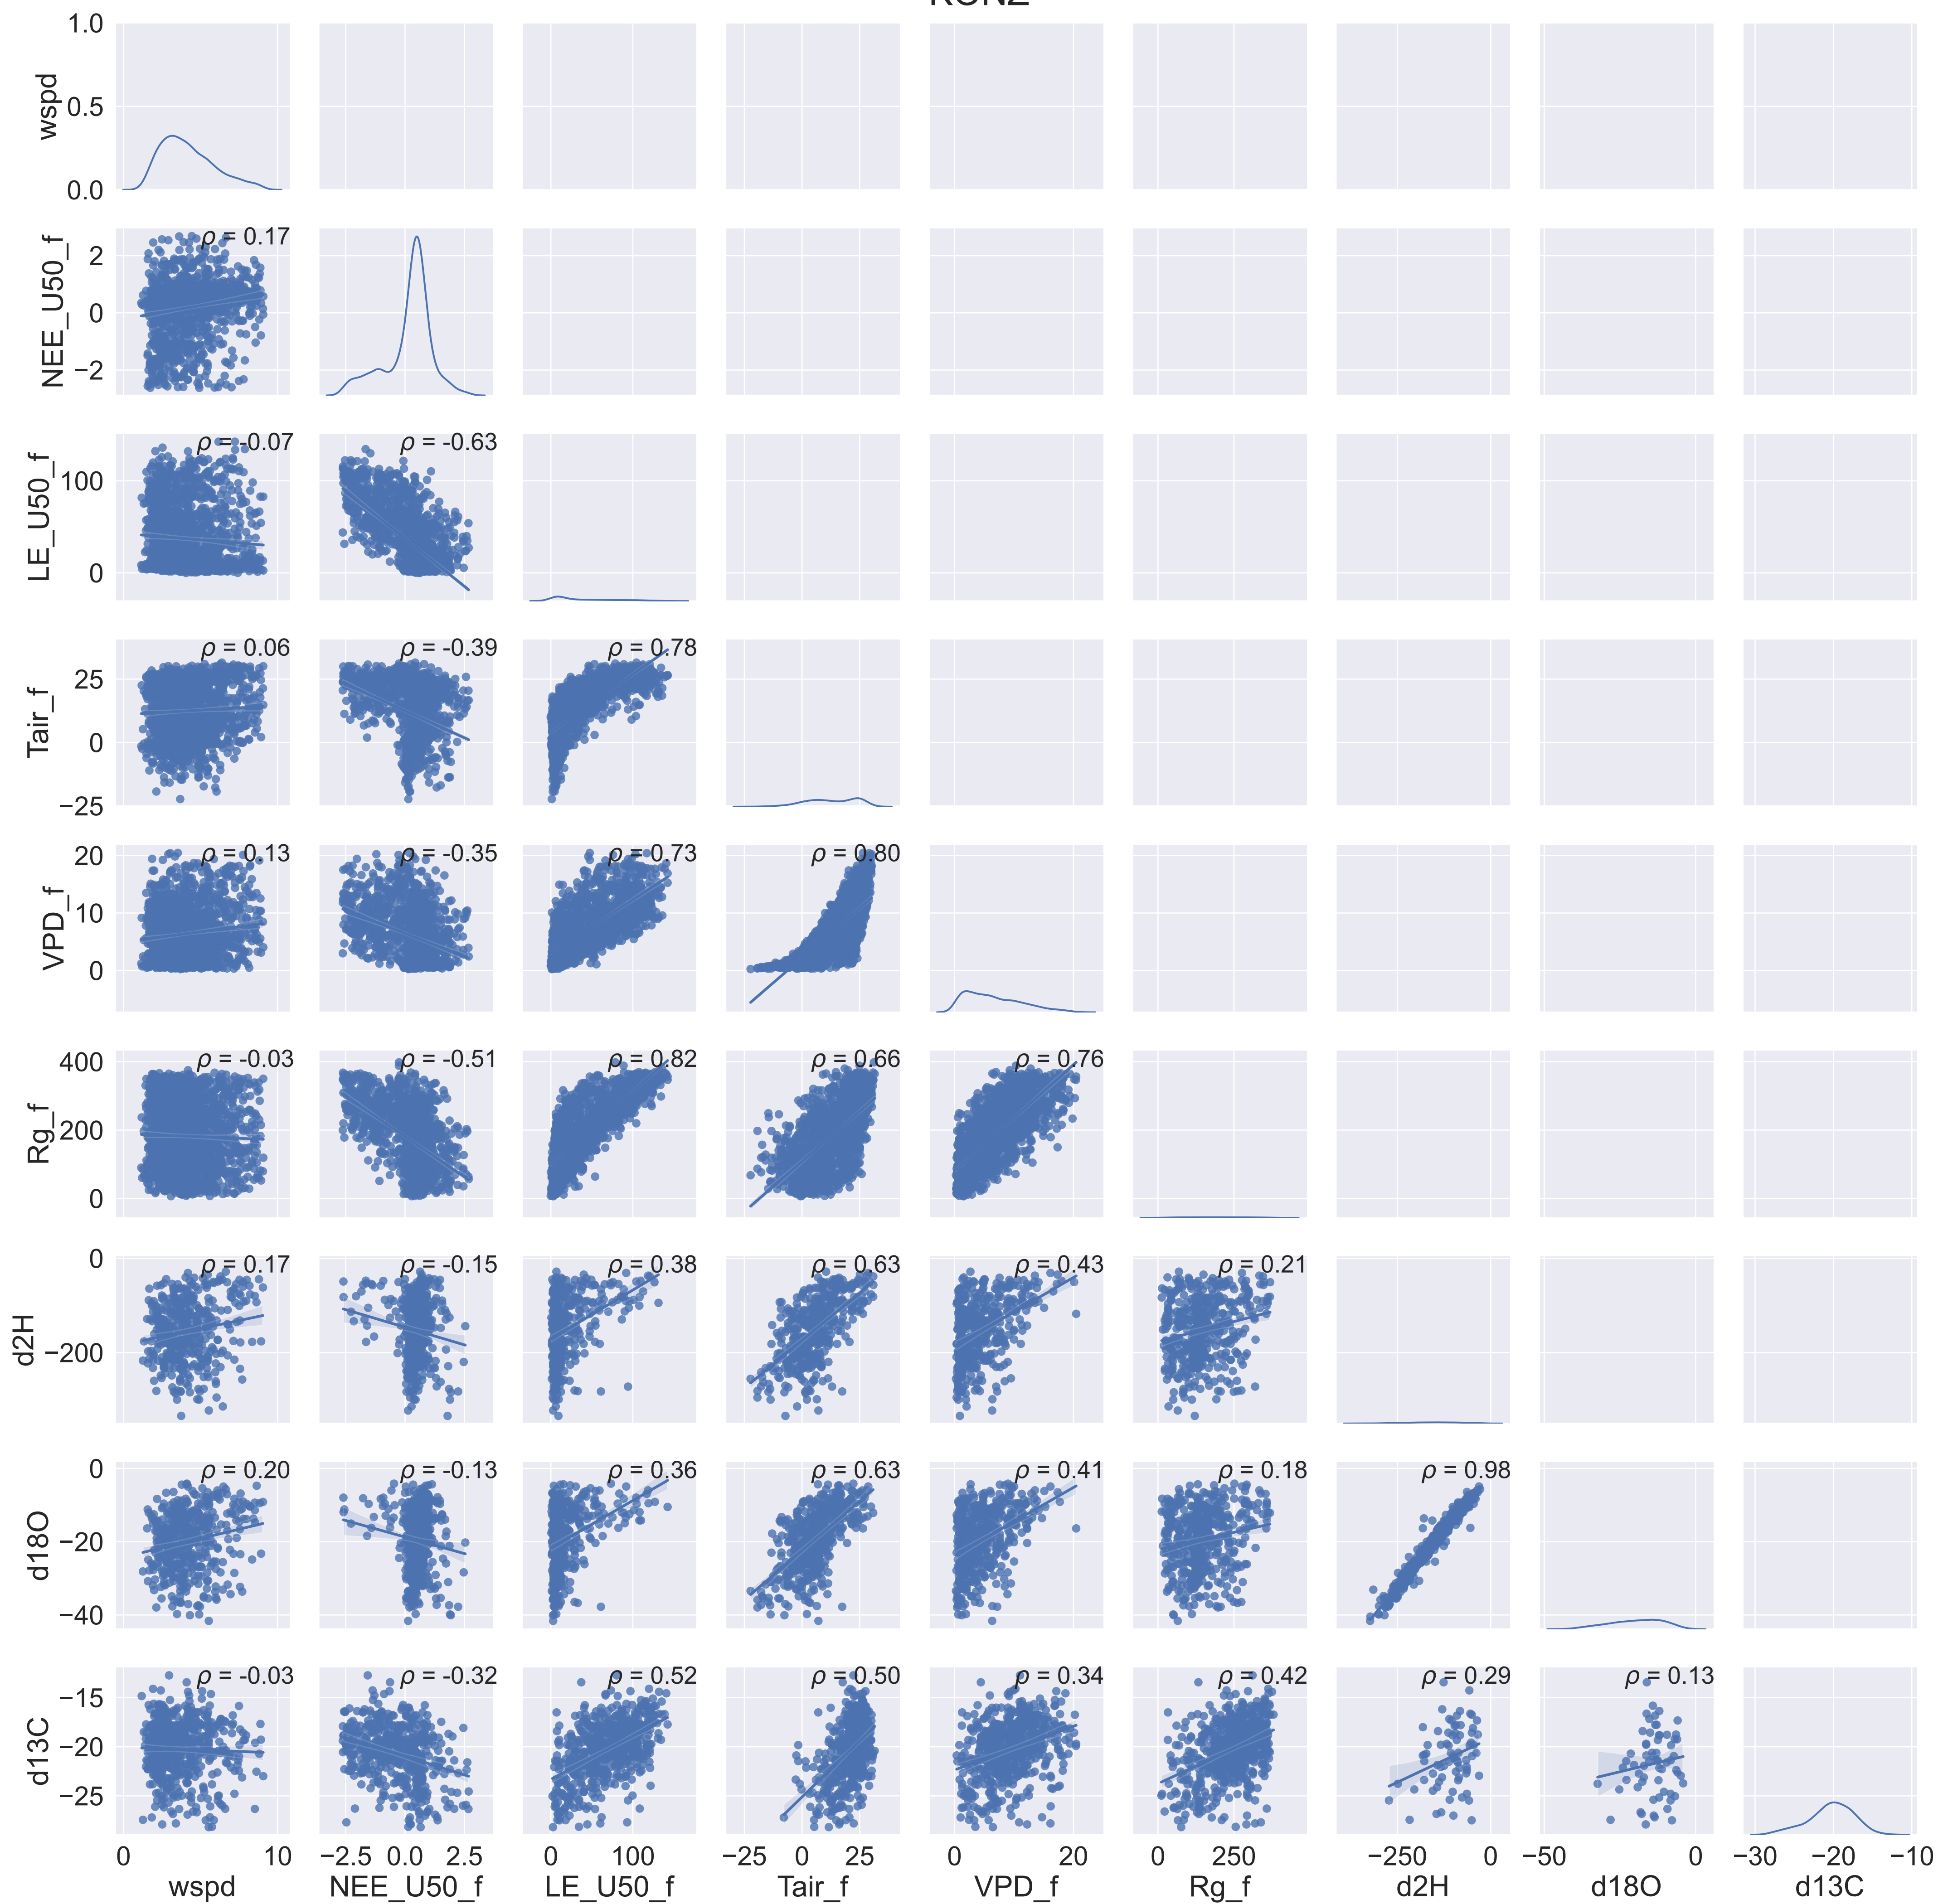 1.0
0.5
0.0
wspd
ρ = 0.17
2
0
−2
NEE_U50_f
ρ = -0.07 ρ = -0.63
100
0
LE_U50_f
ρ = 0.06 ρ = -0.39 ρ = 0.78
25
0
−25
Tair_f
ρ = 0.13 ρ = -0.35 ρ = 0.73 ρ = 0.80
20
10
0
VPD_f
ρ = -0.03 ρ = -0.51 ρ = 0.82 ρ = 0.66 ρ = 0.76
400
200
0
Rg_f
ρ = 0.17 ρ = -0.15 ρ = 0.38 ρ = 0.63 ρ = 0.43 ρ = 0.21
0
−200
d2H
ρ = 0.20 ρ = -0.13 ρ = 0.36 ρ = 0.63 ρ = 0.41 ρ = 0.18 ρ = 0.98
0
−20
−40
d18O
ρ = -0.03 ρ = -0.32 ρ = 0.52 ρ = 0.50 ρ = 0.34 ρ = 0.42 ρ = 0.29 ρ = 0.13
−15
−20
−25
d13C
0 10 −2.5 0.0 2.5 0 100 −25 0 25 0 20 0 250 −250 0 −50 0 −30 −20 −10
wspd NEE_U50_f LE_U50_f Tair_f VPD_f Rg_f d2H d18O d13C